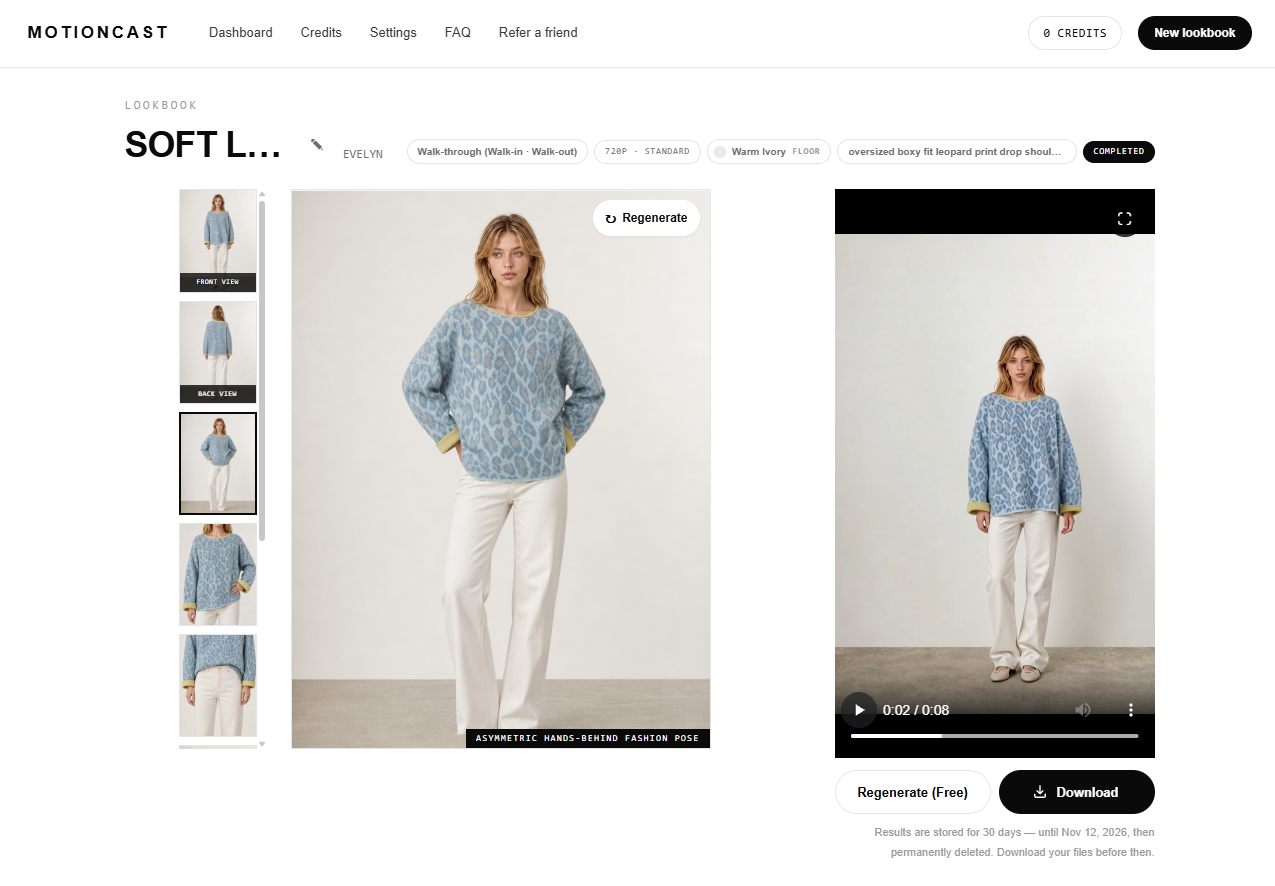 MOTIONCAST
Dashboard
Credits
Settings
FAQ
Refer a friend
0 CREDITS
New lookbook
LOOKBOOK
SOFT L...
EVELYN
Walk-through (Walk-in · Walk-out)
720P · STANDARD
Warm Ivory FLOOR
oversized boxy fit leopard print drop shoul...
COMPLETED
FRONT VIEW
BACK VIEW
Regenerate
ASYMMETRIC HANDS-BEHIND FASHION POSE
0:02 / 0:08
Regenerate (Free)
Download
Results are stored for 30 days — until Nov 12, 2026, then
permanently deleted. Download your files before then.